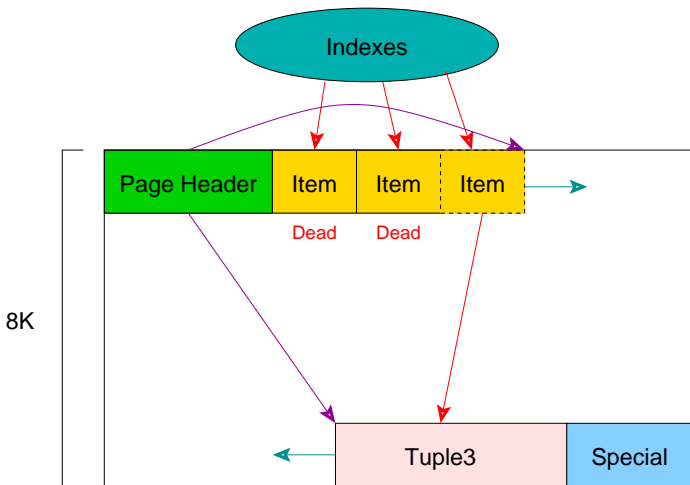 Indexes
Page Header Item Item Item
Dead Dead
8K
Tuple3 Special